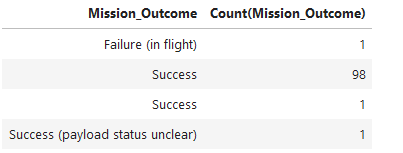 Mission_Outcome Count(Mission_Outcome)
Failure (in flight) 1
Success 98
Success 1
Success (payload status unclear) 1